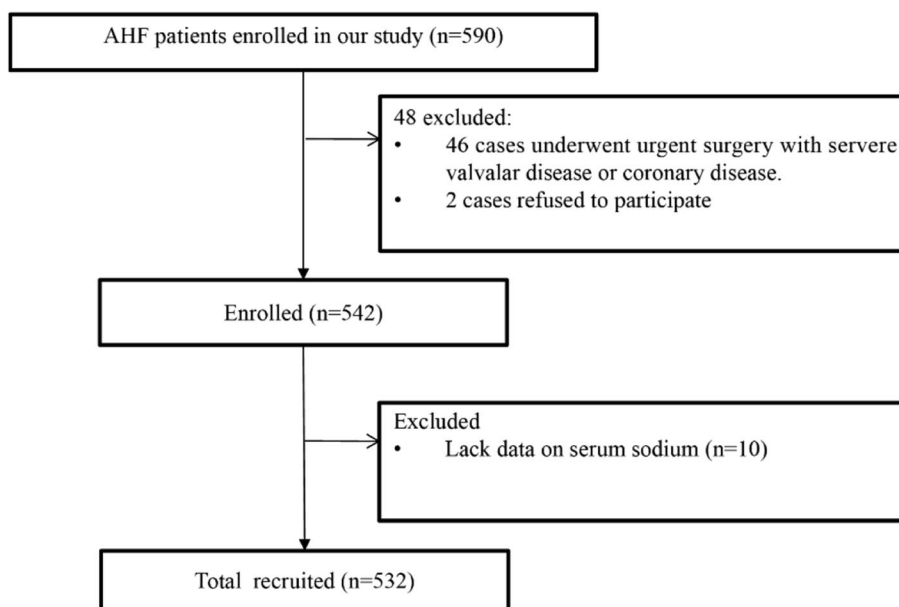 AHF patients enrolled in our study (n=590)
48 excluded:
• 46 cases underwent urgent surgery with servere
valvalar disease or coronary disease.
• 2 cases refused to participate
Enrolled (n=542)
Excluded
• Lack data on serum sodium (n=10)
Total recruited (n=532)